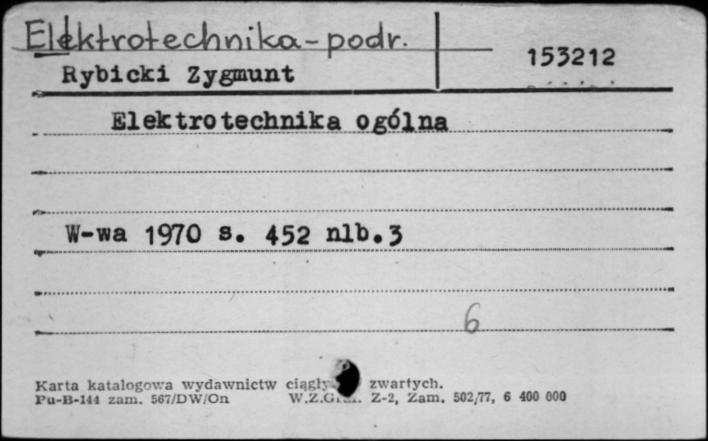 Elektrotechnika - podr.
153212
Rybicki Zygmunt
Elektrotechnika ogólna
W-wa 1970 s. 452 nlb.3
6
Karta katalogowa wydawnictw zwartych.
Pu-B-144 zam. 567/DW/On Z-2, Zam. 502/77, 6 400 000